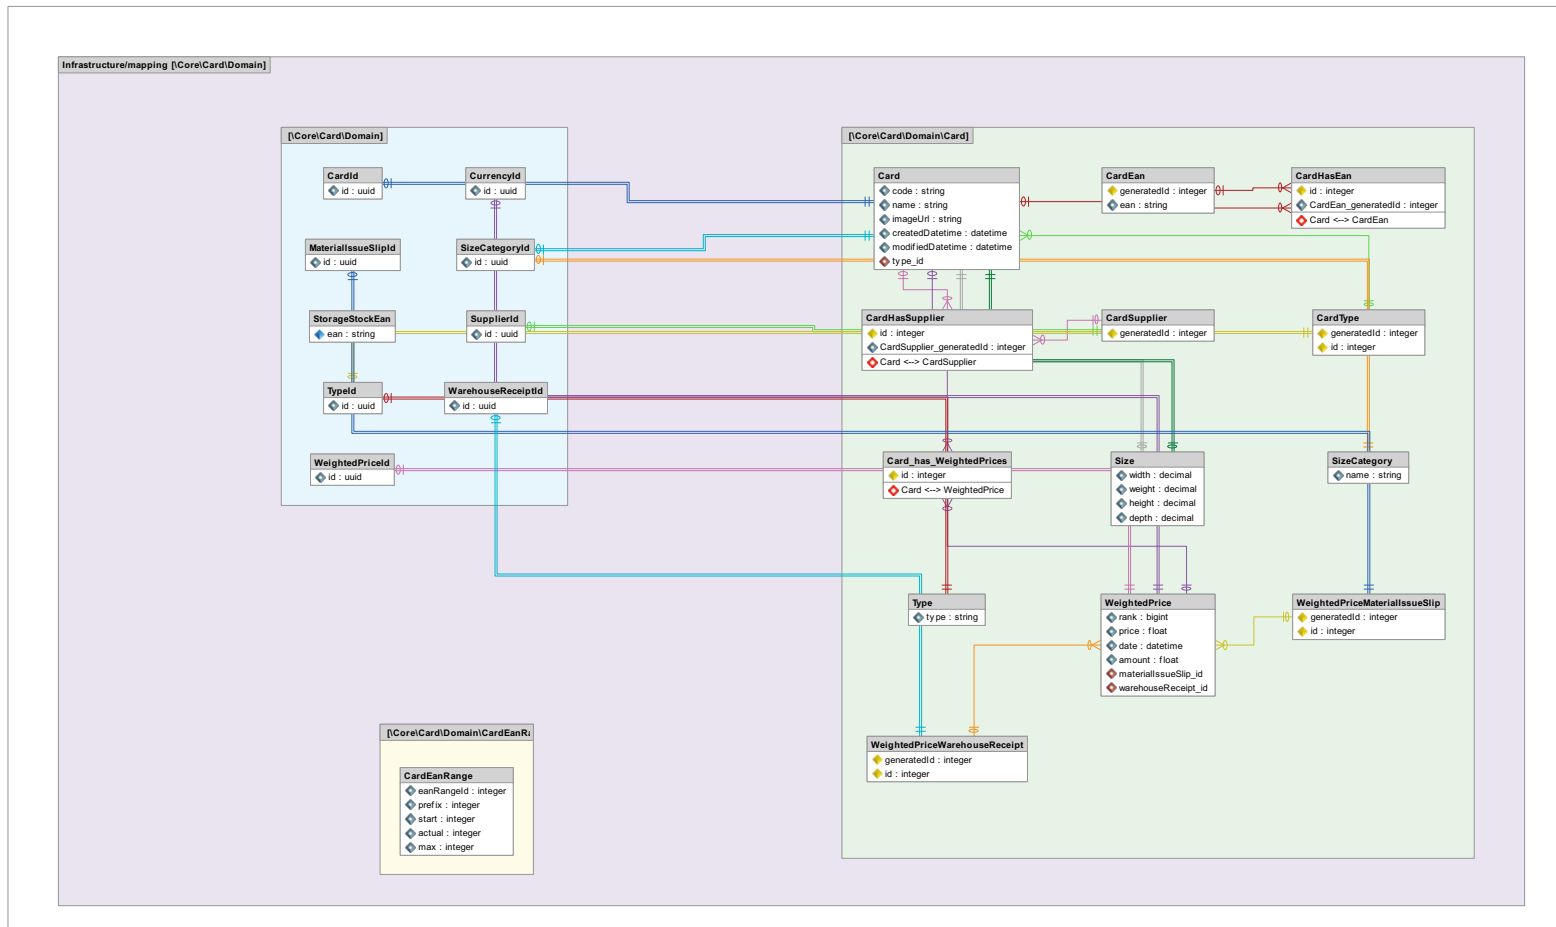 Infrastructure/mapping [\Core\Card\Domain]
[\Core\Card\Domain]
CardId
id : uuid
CurrencyId
id : uuid
MaterialIssueSlipId
id : uuid
SizeCategoryId
id : uuid
StorageStockEan
ean : string
SupplierId
id : uuid
TypeId
id : uuid
WarehouseReceiptId
id : uuid
WeightedPriceId
id : uuid
[\Core\Card\Domain\Card]
Card
code : string
name : string
imageUrl : string
createdDatetime : datetime
modifiedDatetime : datetime
type_id
CardEan
generatedId : integer
ean : string
CardHasEan
id : integer
CardEan_generatedId : integer
Card <--> CardEan
CardHasSupplier
id : integer
CardSupplier_generatedId : integer
Card <--> CardSupplier
CardSupplier
generatedId : integer
CardType
generatedId : integer
id : integer
Card_has_WeightedPrices
id : integer
Card <--> WeightedPrice
Size
width : decimal
weight : decimal
height : decimal
depth : decimal
SizeCategory
name : string
Type
type : string
WeightedPrice
rank : bigint
price : float
date : datetime
amount : float
materialIssueSlip_id
warehouseReceipt_id
WeightedPriceMaterialIssueSlip
generatedId : integer
id : integer
WeightedPriceWarehouseReceipt
generatedId : integer
id : integer
[\Core\Card\Domain\CardEanRa
CardEanRange
eanRangeId : integer
prefix : integer
start : integer
actual : integer
max : integer